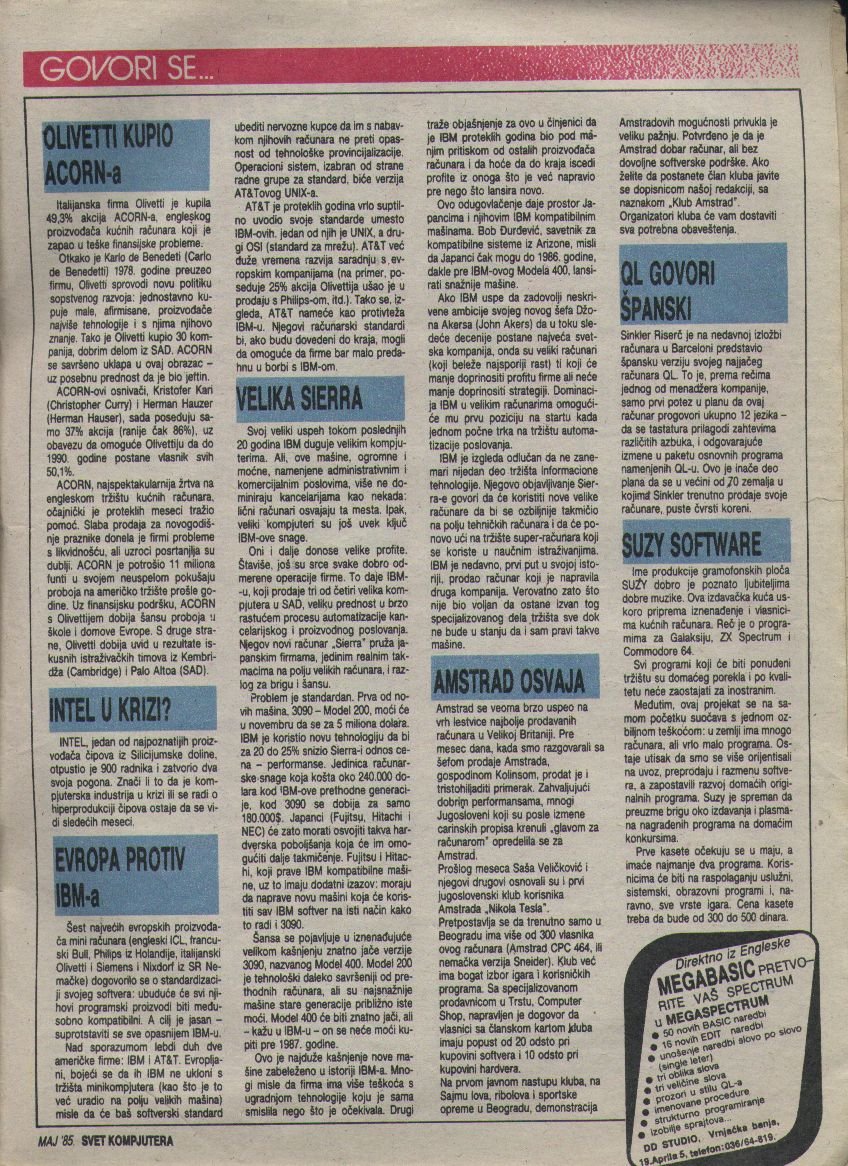 GOVORI SE...
OLIVETTI KUPIO
ACORN-a
Italijanska firma Olivetti je kupila
49,3% akcija ACORN-a, engleskog
proizvođača kućnih računara koji je
zapao u teške finansijske probleme.
Otkako je Karlo de Benedeti (Carlo
de Benedetti) 1978. godine preuzeo
firmu, Olivetti sprovodi novu politiku
sopstvenog razvoja: jednostavno ku-
puje male, afirmisane, proizvođače
najviše tehnologije i s njima njihovo
znanje. Tako je Olivetti kupio 30 kom-
panija, dobrim delom iz SAD. ACORN
se savršeno uklapa u ovaj obrazac –
uz posebnu prednost da je bio jeftin.
ACORN-ovi osnivači, Kristofer Kari
(Christopher Curry) i Herman Hauzer
(Herman Hauser), sada poseduju sa-
mo 37% akcija (ranije čak 86%), uz
obavezu da omoguće Olivettiju da do
1990. godine postane vlasnik svih
50,1%.
ACORN, najspektakularnija žrtva na
engleskom tržištu kućnih računara,
očajnički je proteklih meseci tražio
pomoć. Slaba prodaja za novogodiš-
nje praznike donela je firmi probleme
s likvidnošću, ali uzroci posrtanjla su
dublji. ACORN je potrošio 11 miliona
funti u svojem neuspelom pokušaju
proboja na američko tržište prošle go-
dine. Uz finansijsku podršku, ACORN
s Olivettijem dobija šansu proboja u
škole i domove Evrope. S druge stra-
ne, Olivetti dobija uvid u rezultate is-
kusnih istraživačkih timova iz Kembri-
dža (Cambridge) i Palo Altoa (SAD).
INTEL U KRIZI?
INTEL, jedan od najpoznatijih proiz-
vođača čipova iz Silicijumske doline,
otpustio je 900 radnika i zatvorio dva
svoja pogona. Znači li to da je kom-
pjuterska industrija u krizi ili se radi o
hiperprodukciji čipova ostaje da se vi-
di sledećih meseci.
EVROPA PROTIV
IBM-a
Šest najvećih evropskih proizvođa-
ča mini računara (engleski ICL, francu-
ski Bull, Philips iz Holandije, italijanski
Olivetti i Siemens i Nixdorf iz SR Ne-
mačke) dogovorilo se o standardizaci-
ji svojeg softvera: ubuduće će svi nji-
hovi programski proizvodi biti među-
sobno kompatibilni. A cilj je jasan –
suprotstaviti se sve opasnijem IBM-u.
Nad sporazumom lebdi duh dve
američke firme: IBM i AT&T. Evroplja-
ni, bojeći se da ih IBM ne ukloni s
tržišta minikompjutera (kao što je to
već uradio na polju velikih mašina)
misle da će baš softverski standard
ubediti nervozne kupce da im s nabav-
kom njihovih računara ne preti opas-
nost od tehnološke provincijalizacije.
Operacioni sistem, izabran od strane
radne grupe za standard, biće verzija
AT&Tovog UNIX-a.
AT&T je proteklih godina vrlo suptil-
no uvodio svoje standarde umesto
IBM-ovih. jedan od njih je UNIX, a dru-
gi OSI (standard za mrežu). AT&T već
duže vremena razvija saradnju s ev-
ropskim kompanijama (na primer, po-
seduje 25% akcija Olivettija ušao je u
prodaju s Philips-om, itd.). Tako se, iz-
gleda, AT&T nameće kao protivteža
IBM-u. Njegovi računarski standardi
bi, ako budu dovedeni do kraja, mogli
da omoguće da firme bar malo preda-
hnu u borbi s IBM-om.
VELIKA SIERRA
Svoj veliki uspeh tokom poslednjih
20 godina IBM duguje velikim kompju-
terima. Ali, ove mašine, ogromne i
moćne, namenjene administrativnim i
komercijalnim poslovima, više ne do-
miniraju kancelarijama kao nekada:
lični računari osvajaju ta mesta. Ipak,
veliki kompjuteri su još uvek ključ
IBM-ove snage.
Oni i dalje donose velike profite.
Štaviše, još su srce svake dobro od-
merene operacije firme. To daje IBM-
-u, koji prodaje tri od četiri velika kom-
pjutera u SAD, veliku prednost u brzo
rastućem procesu automatizacije kan-
celarijskog i proizvodnog poslovanja.
Njegov novi računar „Sierra" pruža ja-
panskim firmama, jedinim realnim tak-
macima na polju velikih računara, i raz-
log za brigu i šansu.
Problem je standardan. Prva od no-
vih mašina. 3090 – Model 200, moći će
u novembru da se za 5 miliona dolara.
IBM je koristio novu tehnologiju da bi
za 20 do 25% snizio Sierra-i odnos ce-
na – performanse. Jedinica računar-
ske snage koja košta oko 240.000 do-
lara kod IBM-ove prethodne generaci-
je, kod 3090 se dobija za samo
180.000$. Japanci (Fujitsu, Hitachi i
NEC) će zato morati osvojiti takva har-
dverska poboljšanja koja će im omo-
gućiti dalje takmičenje. Fujitsu i Hitac-
hi, koji prave IBM kompatibilne maši-
ne, uz to imaju dodatni izazov: moraju
da naprave novu mašini koja će koris-
titi sav IBM softver na isti način kako
to radi i 3090.
Šansa se pojavljuje u iznenađujuće
velikom kašnjenju znatno jače verzije
3090, nazvanog Model 400. Model 200
je tehnološki daleko savršeniji od pre-
thodnih računara, ali su najsnažnije
mašine stare generacije približno iste
moći. Model 400 će biti znatno jači, ali
– kažu u IBM-u – on se neće moći ku-
piti pre 1987. godine.
Ovo je najduže kašnjenje nove ma-
šine zabeleženo u istoriji IBM-a. Mno-
gi misle da firma ima više teškoća s
ugradnjom tehnologije koju je sama
smislila nego što je očekivala. Drugi
traže objašnjenje za ovo u činjenici da
je IBM proteklih godina bio pod ma-
njim pritiskom od ostalih proizvođača
računara i da hoće da do kraja iscedi
profite iz onoga što je već napravio
pre nego što lansira novo.
Ovo odugovlačenje daje prostor Ja-
pancima i njihovim IBM kompatibilnim
mašinama. Bob Đurđević, savetnik za
kompatibilne sisteme iz Arizone, misli
da Japanci čak mogu do 1986. godine,
dakle pre IBM-ovog Modela 400, lansi-
rati snažnije mašine.
Ako IBM uspe da zadovolji neskri-
vene ambicije svojeg novog šefa Džo-
na Akersa (John Akers) da u toku sle-
deće decenije postane najveća svet-
ska kompanija, onda su veliki računari
(koji beleže najsporiji rast) ti koji će
manje doprinositi profitu firme ali neće
manje doprinositi strategiji. Dominaci-
ja IBM u velikim računarima omoguć-
iće mu prvu poziciju na startu kada
jednom počne trka na tržištu automa-
tizacije poslovanja.
IBM je izgleda odlučan da ne zane-
mari nijedan deo tržišta informacione
tehnologije. Njegovo objavljivanje Sier-
ra-e govori da će koristiti nove velike
računare da bi se ozbiljnije takmičio
na polju tehničkih računara i da će po-
novo ući na tržište super-računara koji
se koriste u naučnim istraživanjima.
IBM je nedavno, prvi put u svojoj isto-
riji, prodao računar koji je napravila
druga kompanija. Verovatno zato što
nije bio voljan da ostane izvan tog
specijalizovanog dela tržišta sve dok
ne bude u stanju da i sam pravi takve
mašine.
AMSTRAD OSVAJA
Amstrad se veoma brzo uspeo na
vrh lestvice najbolje prodavanih
računara u Velikoj Britaniji. Pre
mesec dana, kada smo razgovarali sa
šefom prodaje Amstrada,
gospodinom Kolinsom, prodat je i
tristohiljaditi primerak. Zahvaljujući
dobrim performansama, mnogi
Jugosloveni koji su posle izmene
carinskih propisa krenuli „glavom za
računarom" opredelila se za
Amstrad.
Prošlog meseca Saša Veličković i
njegovi drugovi osnovali su i prvi
jugoslovenski klub korisnika
Amstrada „Nikola Tesla".
Pretpostavlja se da trenutno samo u
Beogradu ima više od 300 vlasnika
ovog računara (Amstrad CPC 464, ili
nemačka verzija Sneider). Klub već
ima bogat izbor igara i korisničkih
programa. Sa specijalizovanom
prodavnicom u Trstu, Computer
Shop, napravljen je dogovor da
vlasnici sa članskom kartom kluba
imaju popust od 20 odsto pri
kupovini softvera i 10 odsto pri
kupovini hardvera.
Na prvom javnom nastupu kluba, na
Sajmu lova, ribolova i sportske
opreme u Beogradu, demonstracija
Amstradovih mogućnosti privukla je
veliku pažnju. Potvrđeno je da je
Amstrad dobar računar, ali bez
dovoljne softverske podrške. Ako
želite da postanete član kluba javite
se dopisnicom našoj redakciji, sa
naznakom „Klub Amstrad".
Organizatori kluba će vam dostaviti
sva potrebna obaveštenja.
QL GOVORI
ŠPANSKI
Sinkler Riserč je na nedavnoj izložbi
računara u Barceloni predstavio
špansku verziju svojeg najjačeg
računara QL. To je, prema rečima
jednog od menadžera kompanije,
samo prvi potez u planu da ovaj
računar progovori ukupno 12 jezika –
da se tastatura prilagodi zahtevima
različitih azbuka, i odgovarajuće
izmene u paketu osnovnih programa
namenjenih QL-u. Ovo je inače deo
plana da se u većini od 70 zemalja u
kojima Sinkler trenutno prodaje svoje
računare, puste čvrsti koreni.
SUZY SOFTWARE
Ime produkcije gramofonskih ploča
SUZY dobro je poznato ljubiteljima
dobre muzike. Ova izdavačka kuća us-
koro priprema iznenađenje i vlasnici-
ma kućnih računara. Reč je o progra-
mima za Galaksiju, ZX Spectrum i
Commodore 64.
Svi programi koji će biti ponuđeni
tržištu su domaćeg porekla i po kvali-
tetu neće zaostajati za inostranim.
Međutim, ovaj projekat se na sa-
mom početku suočava s jednom oz-
biljnom teškoćom: u zemlji ima mnogo
računara, ali vrlo malo programa. Os-
taje utisak da smo se više orijentisali
na uvoz, preprodaju i razmenu softve-
ra, a zapostavili razvoj domaćih origi-
nalnih programa. Suzy je spreman da
preuzme brigu oko izdavanja i plasma-
na nagrađenih programa na domaćim
konkursima.
Prve kasete očekuju se u maju, a
imaće najmanje dva programa. Koris-
nicima će biti na raspolaganju uslužni,
sistemski, obrazovni programi i, na-
ravno, sve vrste igara. Cena kasete
treba da bude od 300 do 500 dinara.
Direktno iz Engleske
MEGABASIC PRETVO-
RITE VAŠ SPECTRUM
u MEGASPECTRUM
● 50 novih BASIC naredbi
● 16 novih EDIT naredbi
● unošenje naredbi slovo po slovo
(single leter)
● tri oblika slova
● tri veličine slova
● prozori u stilu QL-a
● imenovane procedure
● strukturno programiranje
● izobilje sprajtova...
DD STUDIO, Vrnjačka banja,
19. Aprila 5, telefon: 036/64-819.
MAJ '85. SVET KOMPJUTERA